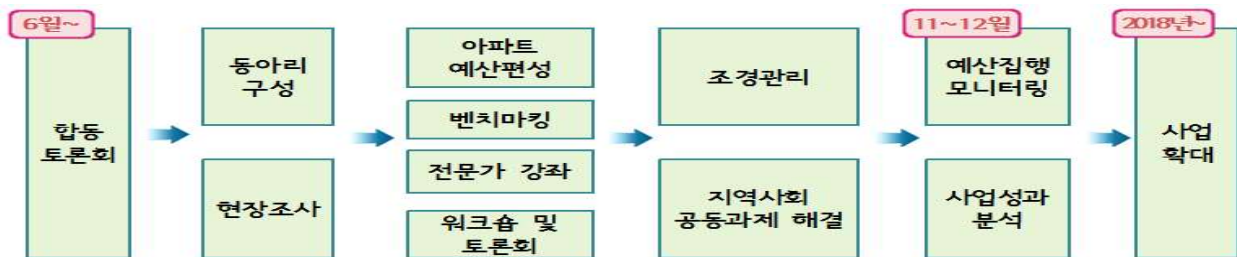 6월~
합동
토론회
동아리
구성
현장조사
아파트
예산편성
벤치마킹
전문가 강좌
워크숍 및
토론회
조경관리
지역사회
공동과제 해결
11~12월
예산집행
모니터링
사업성과
분석
2018년~
사업
확대